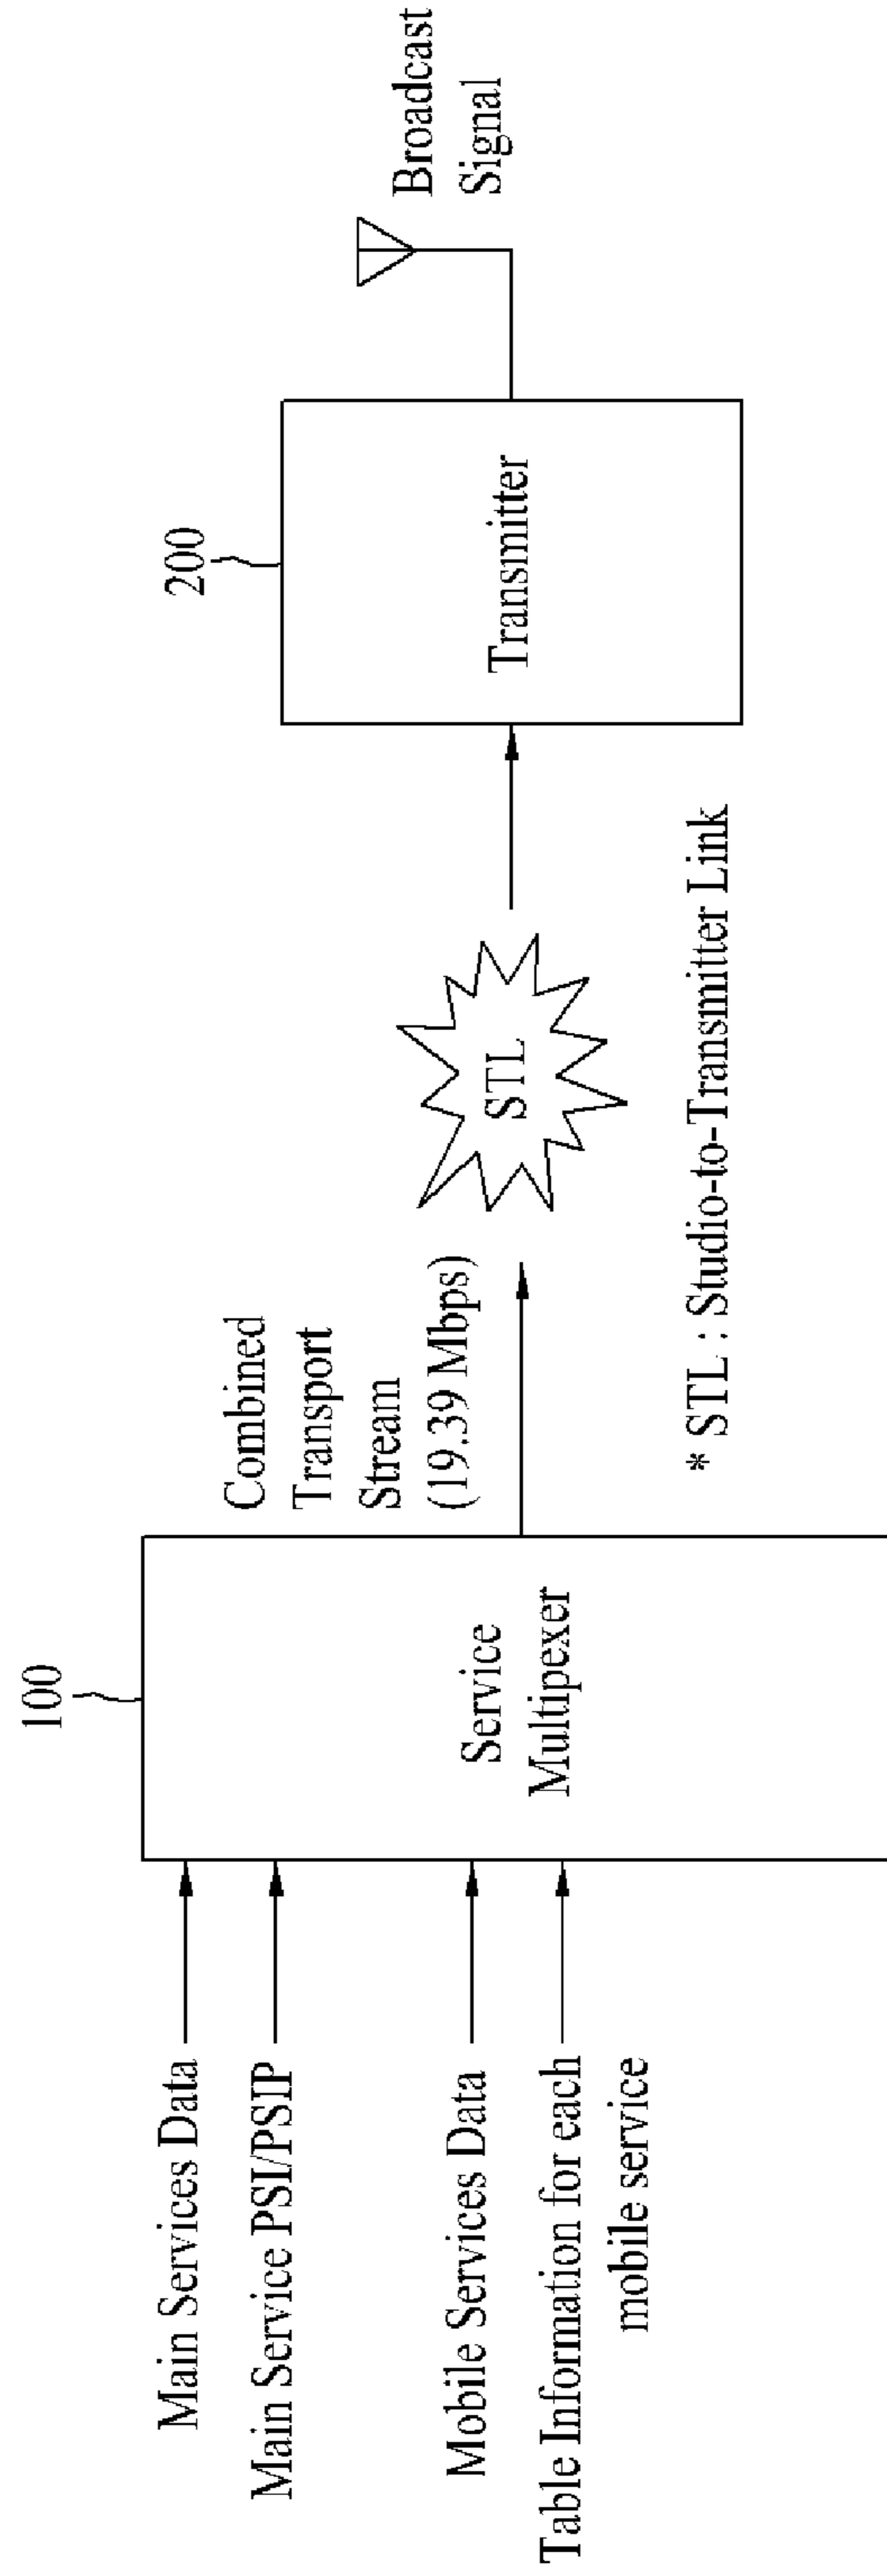 Main Services Data
Main Service PSI/PSIP
Mobile Services Data
Table Information for each
mobile service
100
Service
Multipexer
Combined
Transport
Stream
(19.39 Mbps)
STL
* STL : Studio-to-Transmitter Link
200
Transmitter
Broadcast
Signal